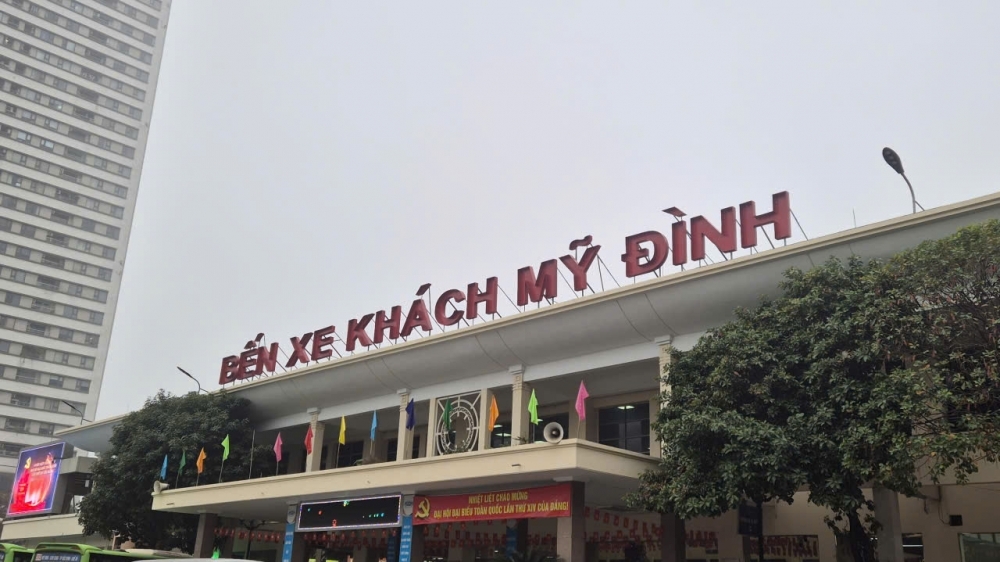 BẾN XE KHÁCH MỸ ĐÌNH
NHIỆT LIỆT CHÀO MỪNG
ĐẠI HỘI ĐẠI BIỂU TOÀN QUỐC LẦN THỨ XIV CỦA ĐẢNG!